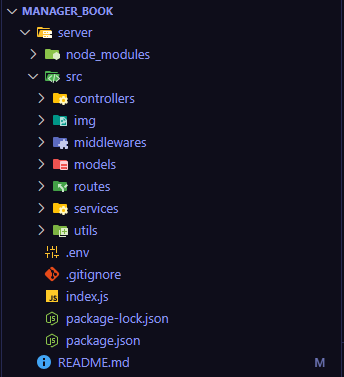 MANAGER_BOOK
server
node_modules
src
controllers
img
middlewares
models
routes
services
utils
.env
.gitignore
JS index.js
package-lock.json
package.json
README.md M